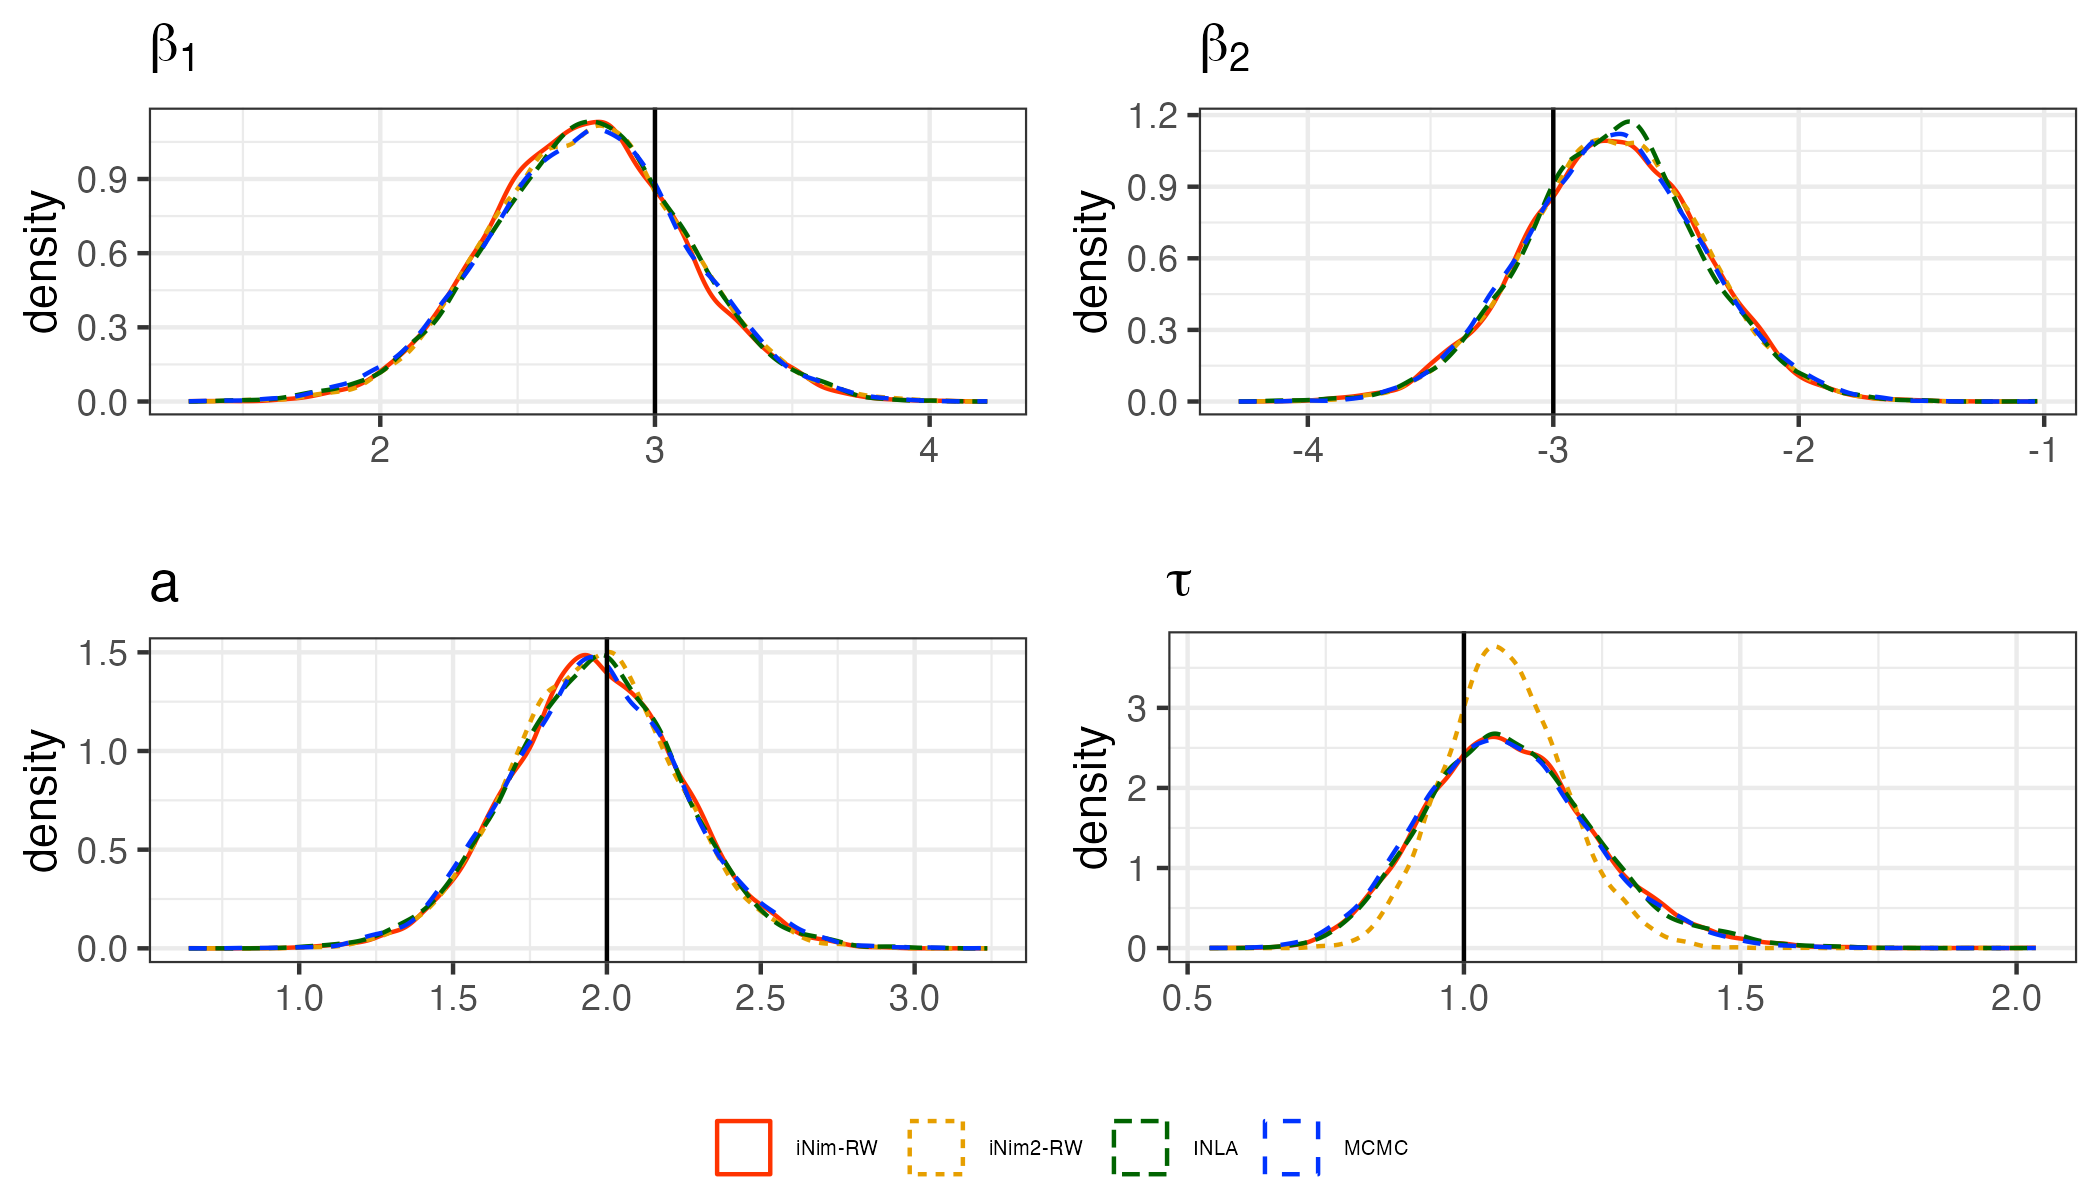 β1
density
0.9
0.6
0.3
0.0
2 3 4
β2
density
1.2
0.9
0.6
0.3
0.0
-4 -3 -2 -1
a
density
1.5
1.0
0.5
0.0
1.0 1.5 2.0 2.5 3.0
τ
density
3
2
1
0
0.5 1.0 1.5 2.0
iNim-RW iNim2-RW INLA MCMC